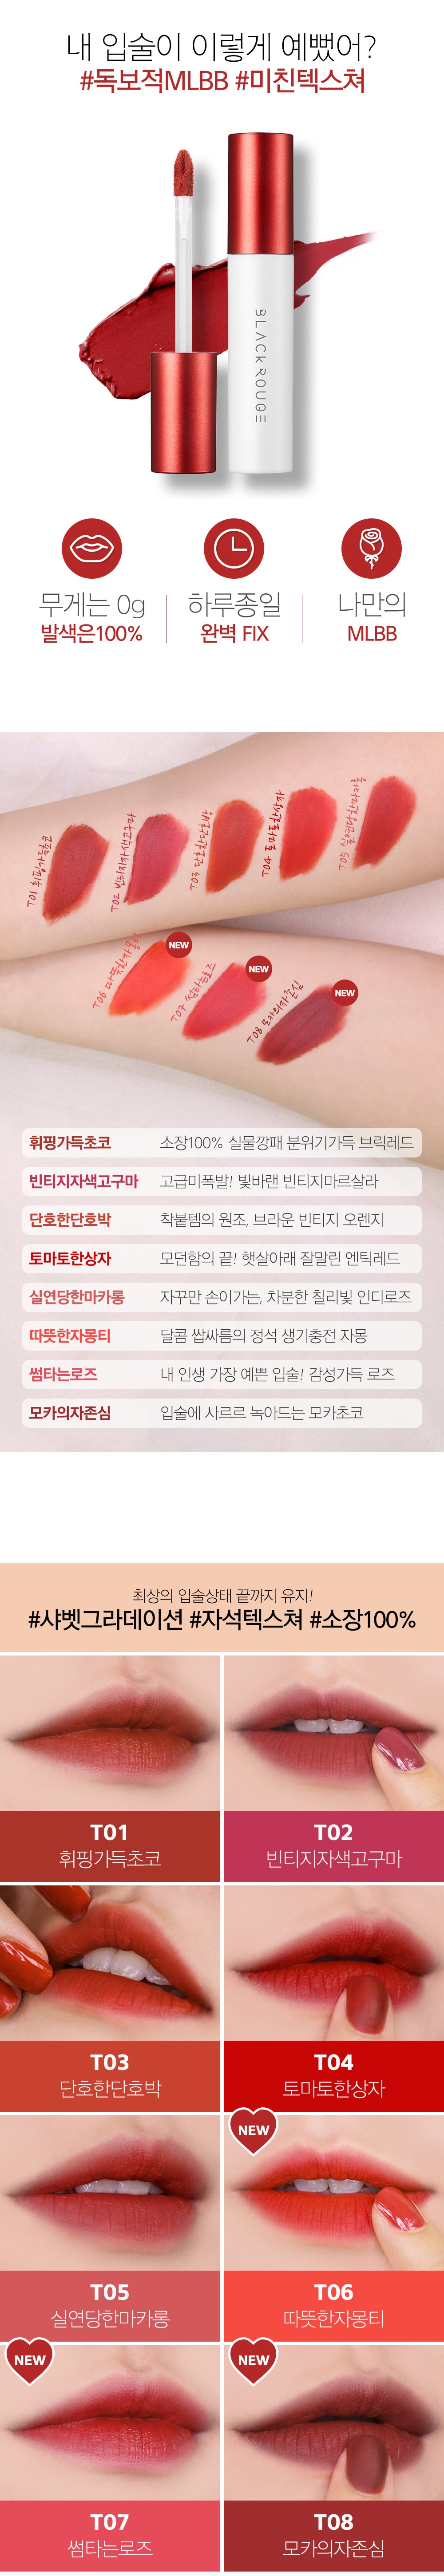 내 입술이 이렇게 예뻤어?
#독보적MLBB #미친텍스쳐
BLACK ROUGE
무게는 0g
발색은100%
하루종일
완벽 FIX
나만의
MLBB
T01 휘핑가득초코
T02 빈티지자색고구마
T03 단호한단호박
T04 토마토한상자
T05 실연당한마카롱
T06 따뜻한자몽티
NEW
T07 썸타는로즈
NEW
T08 모카의자존심
NEW
휘핑가득초코 소장100% 실물깡패 분위기가득 브릭레드
빈티지자색고구마 고급미폭발! 빛바랜 빈티지마르살라
단호한단호박 착붙템의 원조, 브라운 빈티지 오렌지
토마토한상자 모던함의 끝! 햇살아래 잘말린 엔틱레드
실연당한마카롱 자꾸만 손이가는, 차분한 칠리빛 인디로즈
따뜻한자몽티 달콤 쌉싸름의 정석 생기충전 자몽
썸타는로즈 내 인생 가장 예쁜 입술! 감성가득 로즈
모카의자존심 입술에 사르르 녹아드는 모카초코
최상의 입술상태 끝까지 유지!
#샤벳그라데이션 #자석텍스쳐 #소장100%
T01
휘핑가득초코
T02
빈티지자색고구마
T03
단호한단호박
T04
토마토한상자
T05
실연당한마카롱
NEW
T06
따뜻한자몽티
NEW
T07
썸타는로즈
NEW
T08
모카의자존심